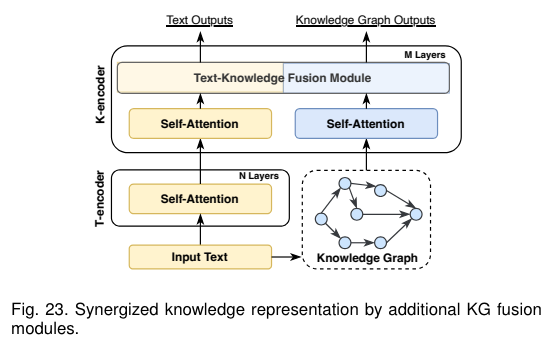 Text Outputs
Knowledge Graph Outputs
M Layers
K-encoder
Text-Knowledge Fusion Module
Self-Attention
Self-Attention
N Layers
T-encoder
Self-Attention
Input Text
Knowledge Graph
Fig. 23. Synergized knowledge representation by additional KG fusion
modules.